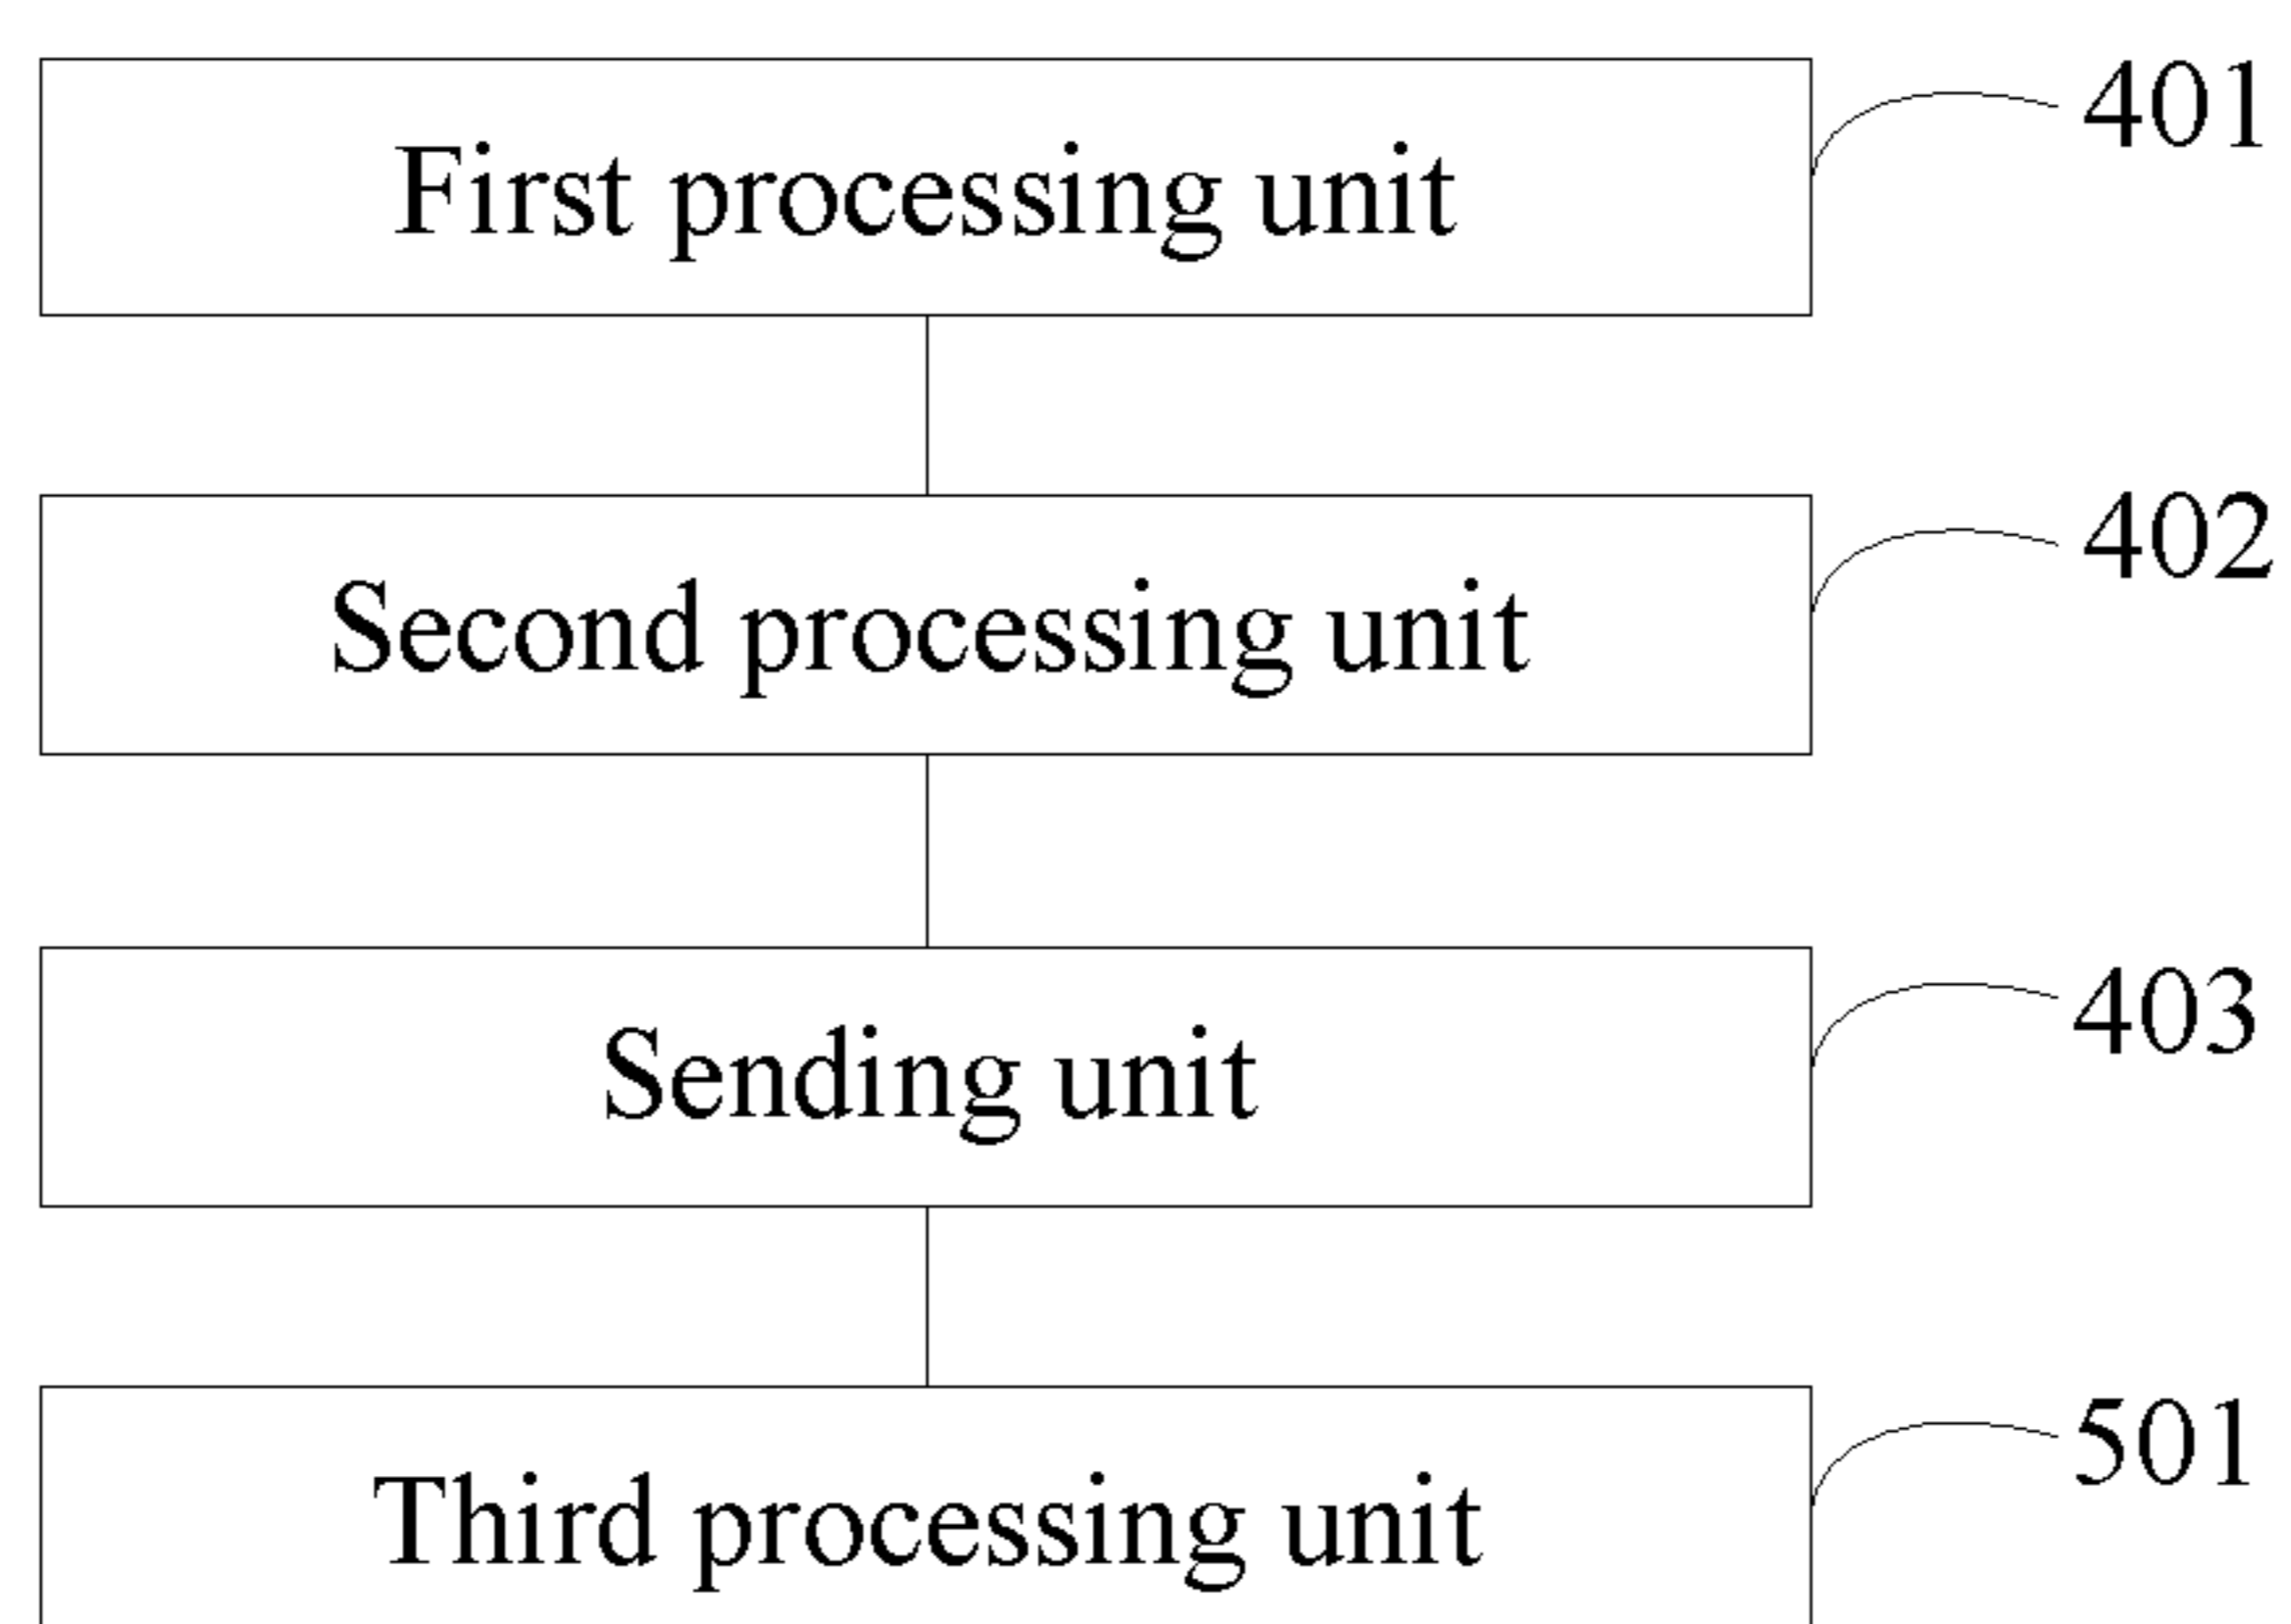 First processing unit 401
Second processing unit 402
Sending unit 403
Third processing unit 501